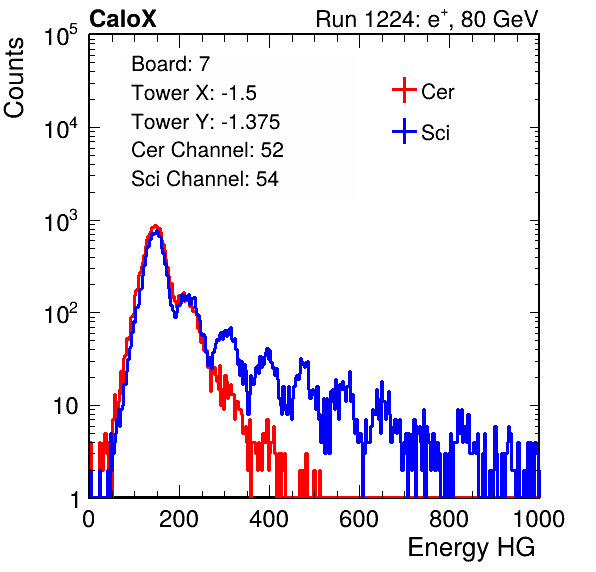 CaloX Run 1224: e⁺, 80 GeV
Counts
Board: 7
Tower X: -1.5
Tower Y: -1.375
Cer Channel: 52
Sci Channel: 54
Cer
Sci
10⁵
10⁴
10³
10²
10
1
0 200 400 600 800 1000
Energy HG